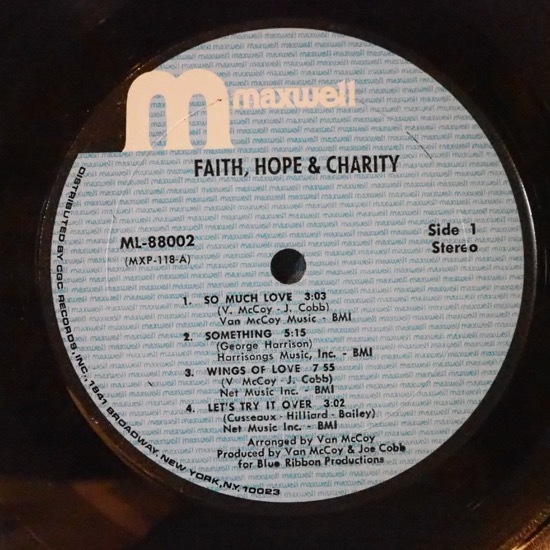 m maxwell
FAITH, HOPE & CHARITY
ML-88002
(MXP-118-A)
Side 1
Stereo
1. SO MUCH LOVE 3:03
(V. McCoy - J. Cobb)
Van McCoy Music - BMI
2. SOMETHING 5:15
(George Harrison)
Harrisongs Music, Inc. - BMI
3. WINGS OF LOVE 7 55
(V McCoy - J. Cobb)
Net Music Inc. - BMI
4. LET'S TRY IT OVER 3:02
(Cusseaux - Hilliard - Bailey)
Net Music Inc. - BMI
Arranged by Van McCoy
Produced by Van McCoy & Joe Cobb
for Blue Ribbon Productions
DISTRIBUTED BY CGC RECORDS, INC., 1841 BROADWAY, NEW YORK, N.Y. 10023